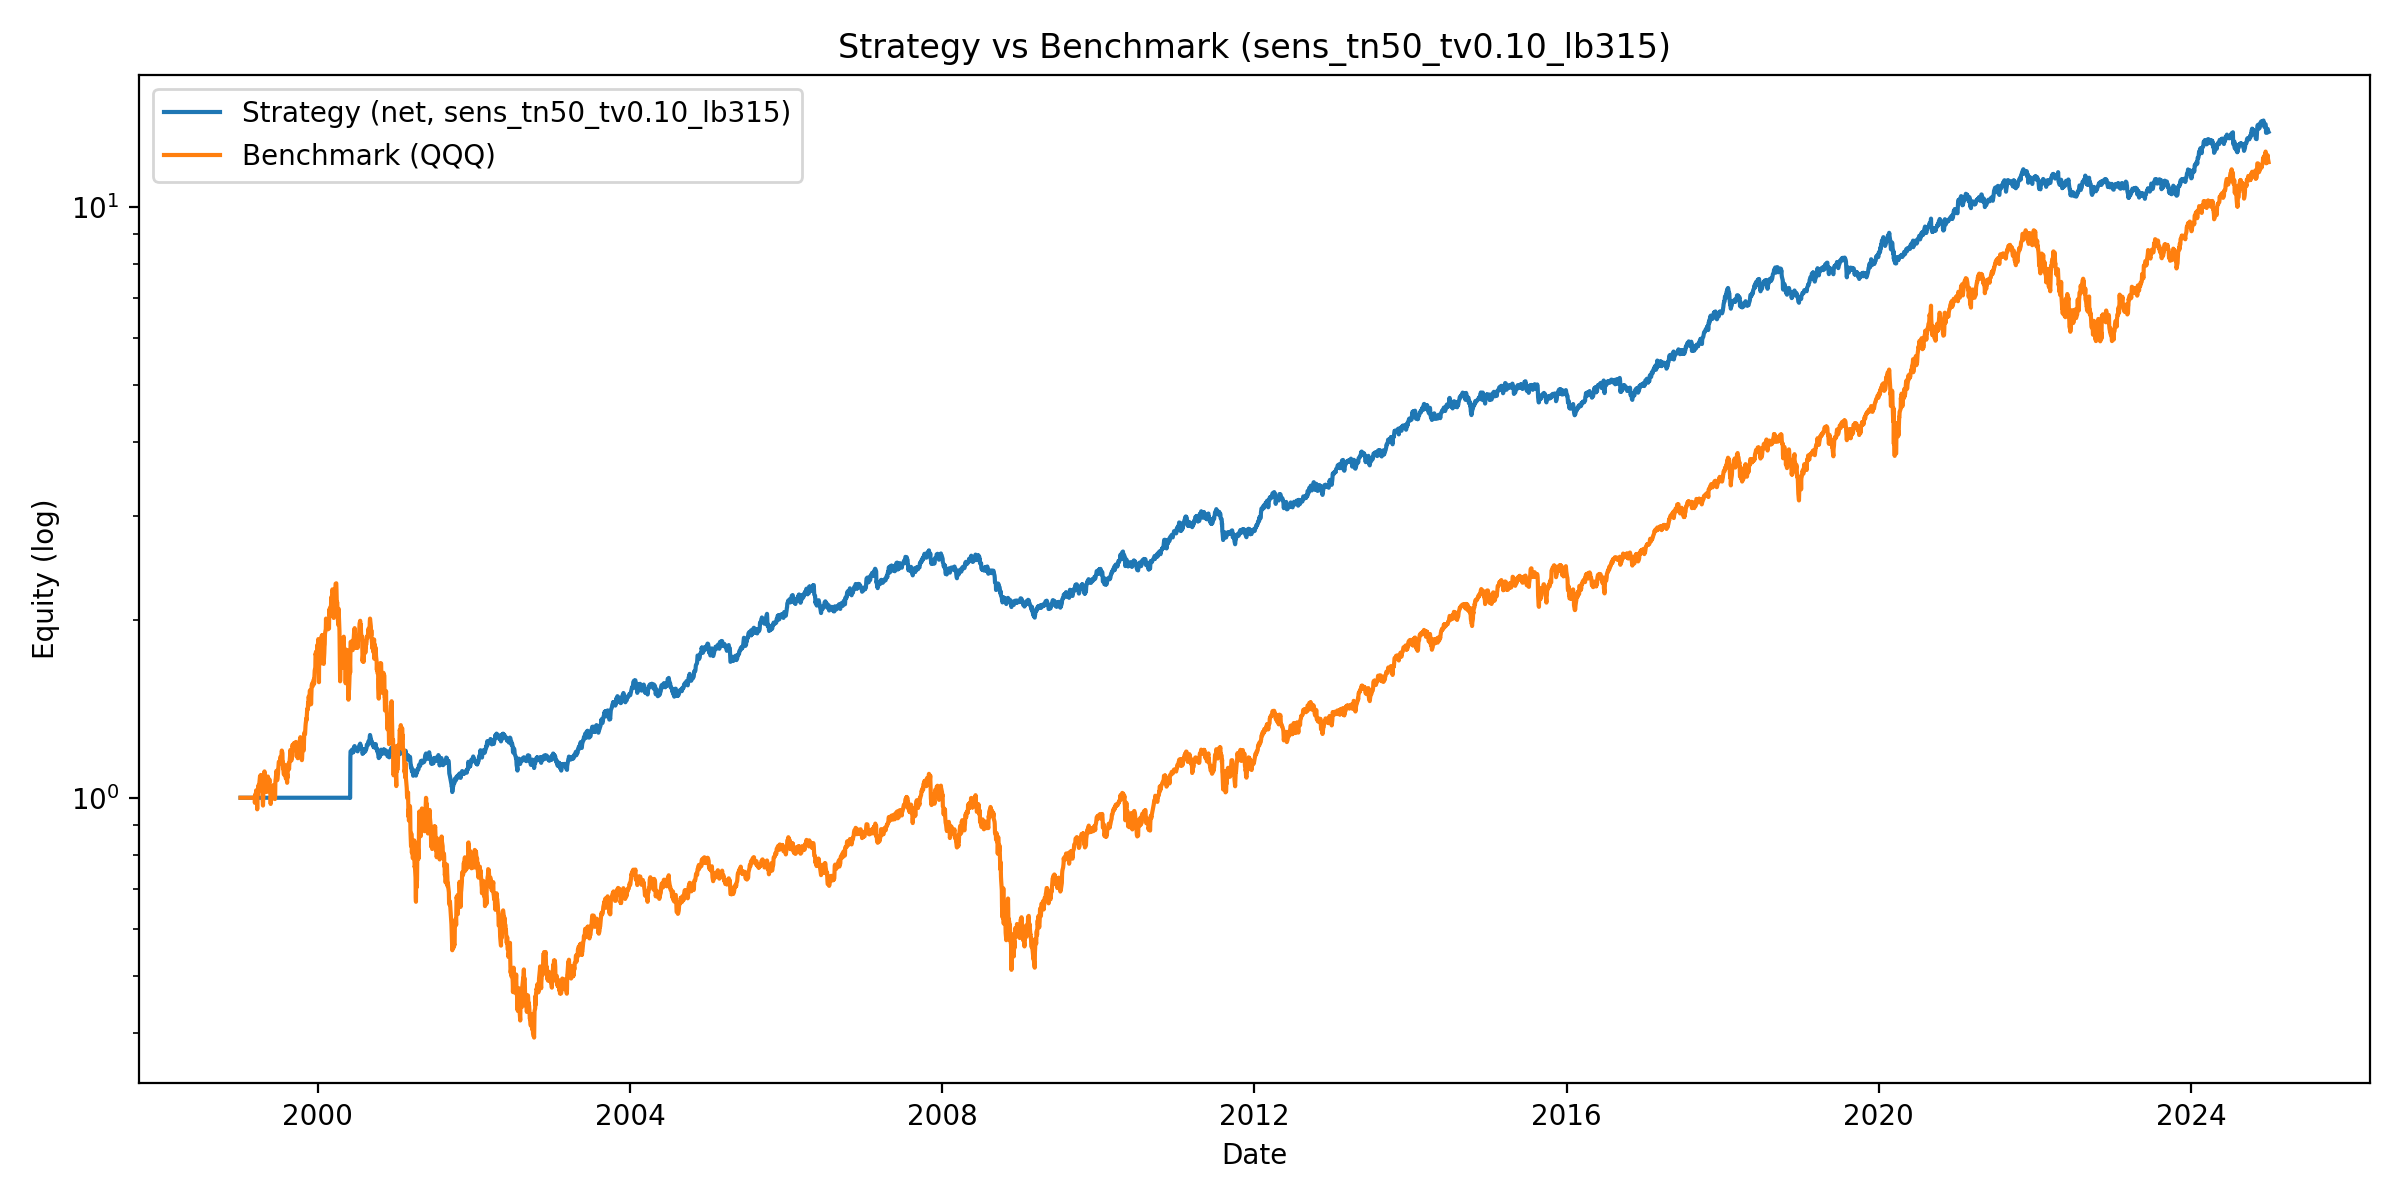 Strategy vs Benchmark (sens_tn50_tv0.10_lb315)
Strategy (net, sens_tn50_tv0.10_lb315)
Benchmark (QQQ)
10¹
10⁰
Equity (log)
2000 2004 2008 2012 2016 2020 2024
Date